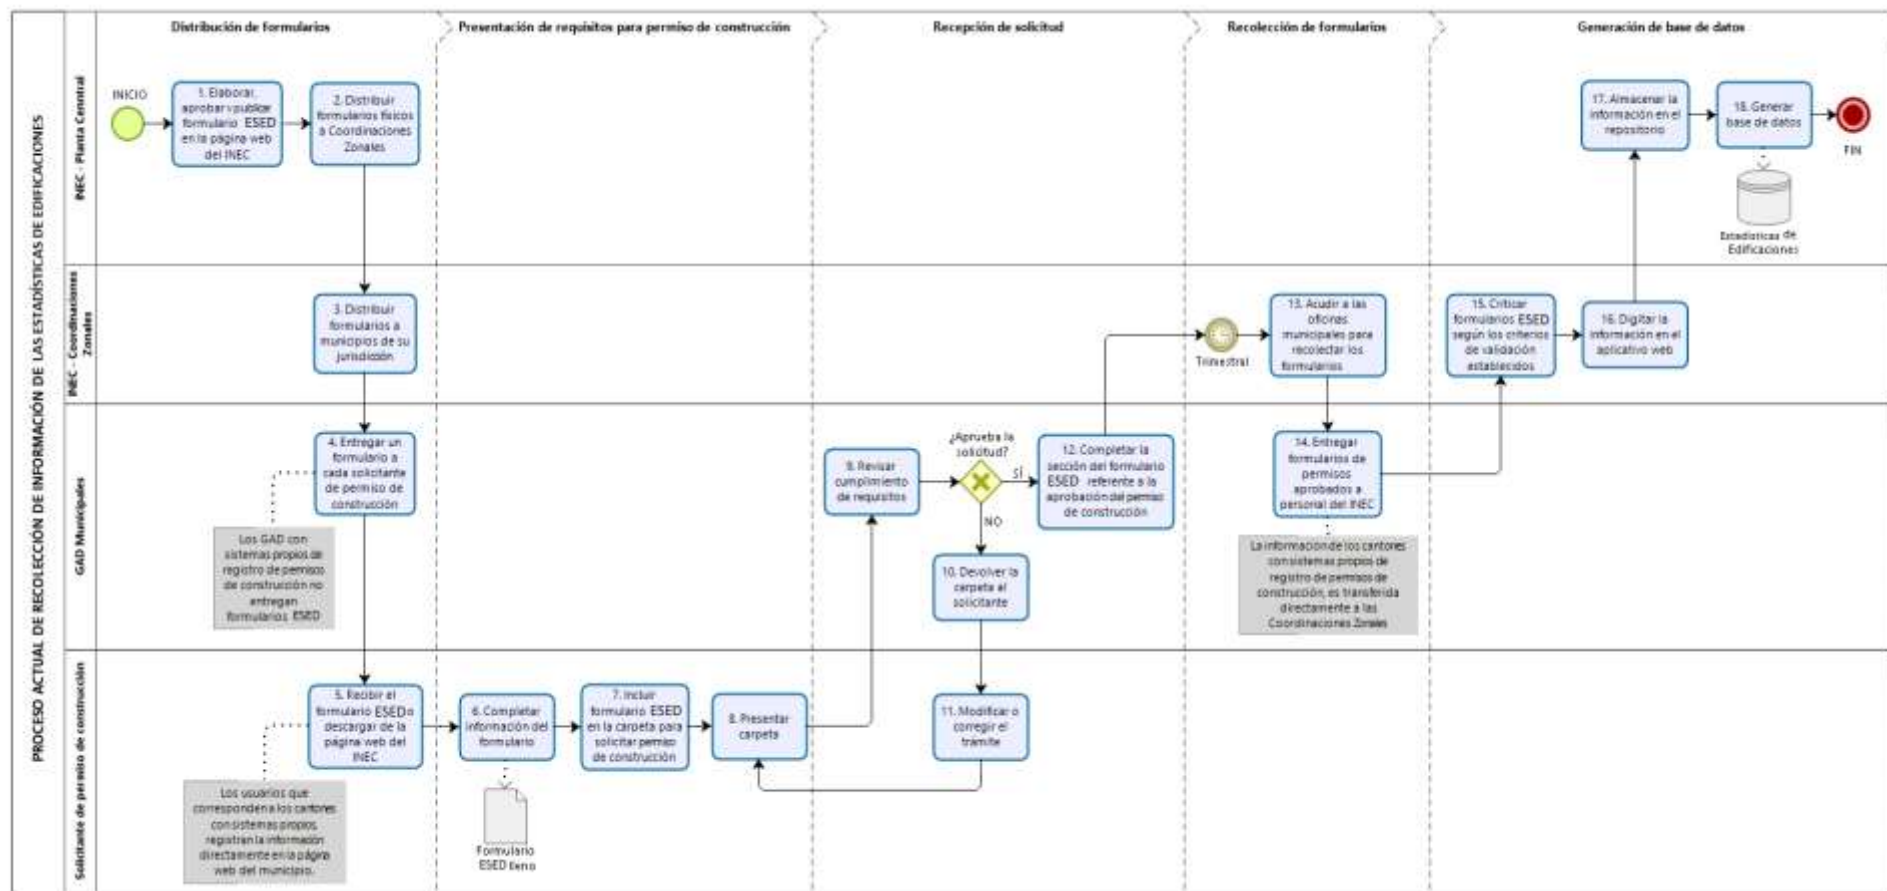 PROCESO ACTUAL DE RECOLECCIÓN DE INFORMACIÓN DE LAS ESTADÍSTICAS DE EDIFICACIONES
Distribución de formularios
Presentación de requisitos para permiso de construcción
Recepción de solicitud
Recolección de formularios
Generación de base de datos
INEC - Planta Cenntral
INICIO
1. Elaborar,
aprobar y publicar
formulario ESED
en la página web
del INEC
2. Distribuir
formularios físicos
a Coordinaciones
Zonales
17. Almacenar la
información en el
repositorio
18. Generar
base de datos
FIN
Estadísticas de
Edificaciones
INEC - Coordinaciones
Zonales
3. Distribuir
formularios a
municipios de su
jurisdicción
Trimestral
13. Acudir a las
oficinas
municipales para
recolectar los
formularios
15. Criticar
formularios ESED
según los criterios
de validación
establecidos
16. Digitar la
información en el
aplicativo web
GAD Municipales
4. Entregar un
formulario a
cada solicitante
de permiso de
construcción
Los GAD con
sistemas propios de
registro de permisos
de construcción no
entregan
formularios ESED
9. Revisar
cumplimiento
de requisitos
¿Aprueba la
solicitud?
SÍ
NO
10. Devolver la
carpeta al
solicitante
12. Completar la
sección del formulario
ESED referente a la
aprobación del permiso
de construcción
14. Entregar
formularios de
permisos
aprobados a
personal del INEC
La información de los cantones
con sistemas propios de
registro de permisos de
construcción, es transferida
directamente a las
Coordinaciones Zonales
Solicitante de permiso de construcción
5. Recibir el
formulario ESED o
descargar de la
página web del
INEC
Los usuarios que
corresponden a los cantones
con sistemas propios,
registran la información
directamente en la página
web del municipio.
6. Completar
información del
formulario
Formulario
ESED lleno
7. Incluir
formulario ESED
en la carpeta para
solicitar permiso
de construcción
8. Presentar
carpeta
11. Modificar o
corregir el
trámite